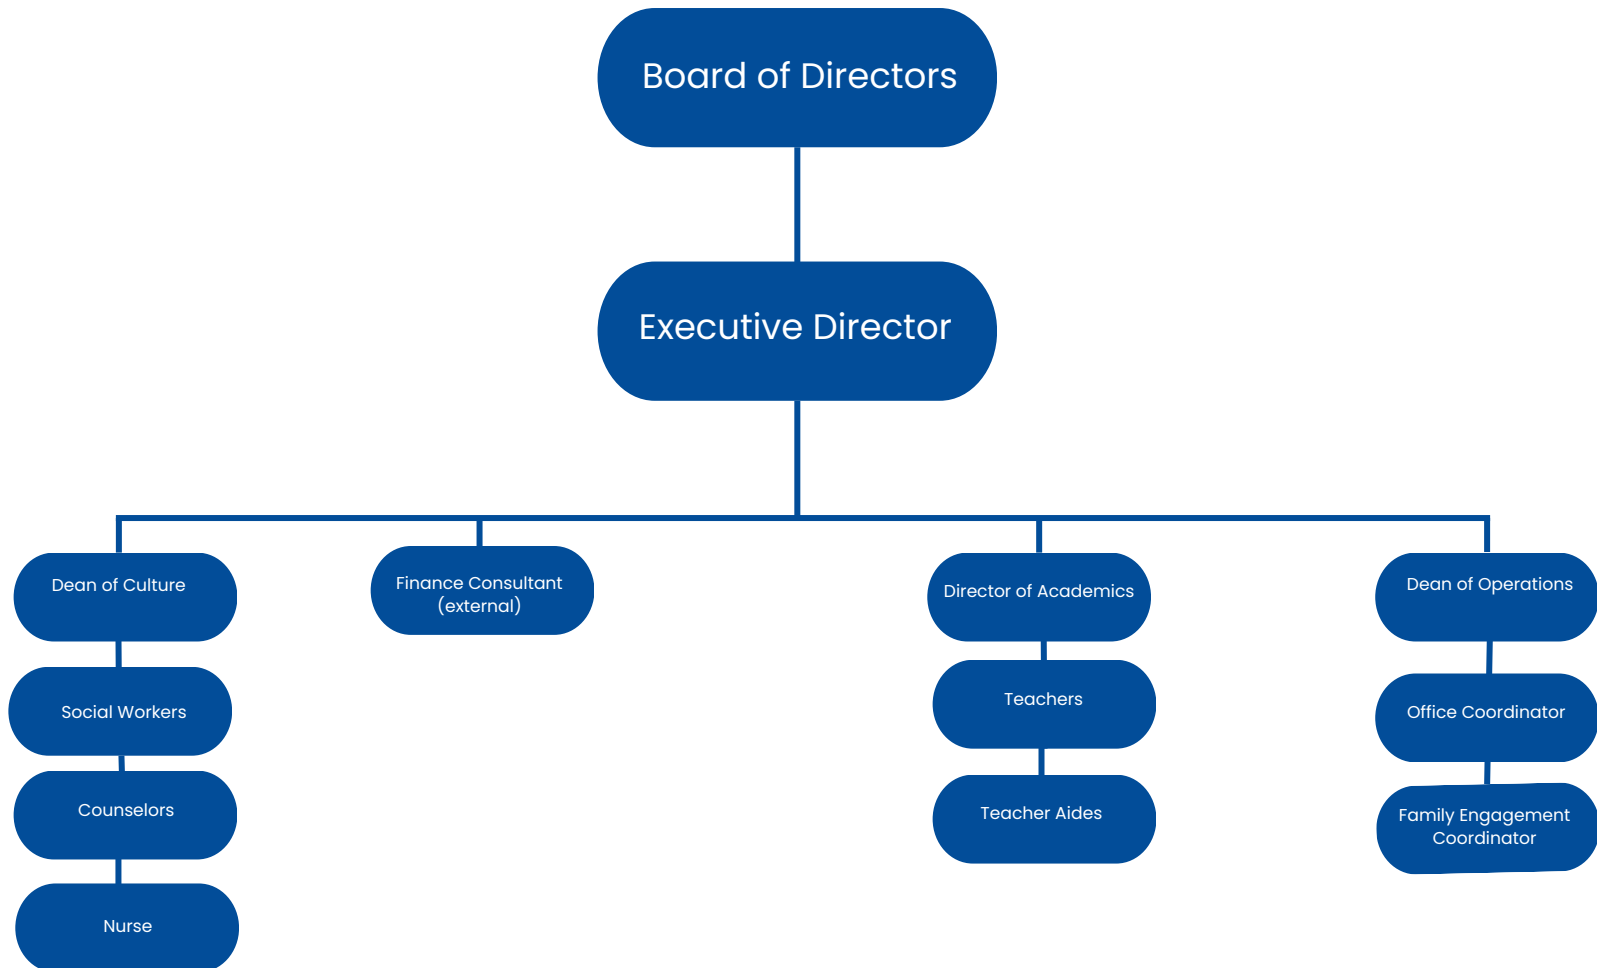 Board of Directors
Executive Director
Dean of Culture
Finance Consultant
(external)
Director of Academics
Dean of Operations
Social Workers
Teachers
Office Coordinator
Counselors
Teacher Aides
Family Engagement
Coordinator
Nurse